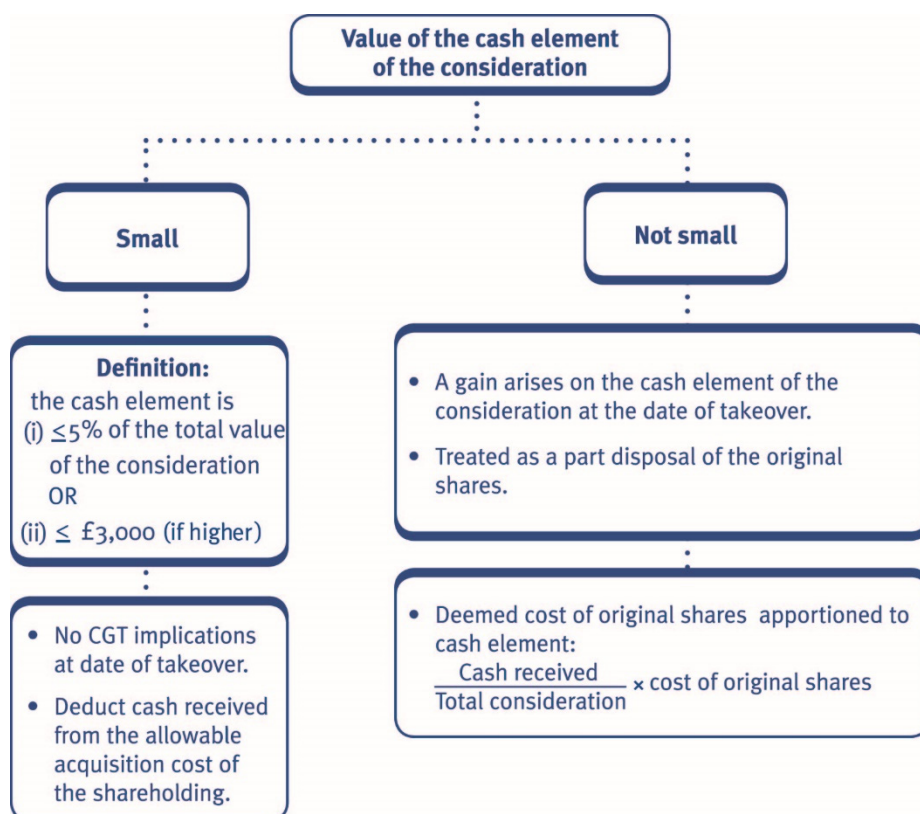 Value of the cash element
of the consideration
Small
Not small
Definition:
the cash element is
(i) ≤5% of the total value
of the consideration
OR
(ii) ≤ £3,000 (if higher)
• No CGT implications
at date of takeover.
• Deduct cash received
from the allowable
acquisition cost of
the shareholding.
• A gain arises on the cash element of the
consideration at the date of takeover.
• Treated as a part disposal of the original
shares.
• Deemed cost of original shares apportioned to
cash element:
Cash received
Total consideration × cost of original shares